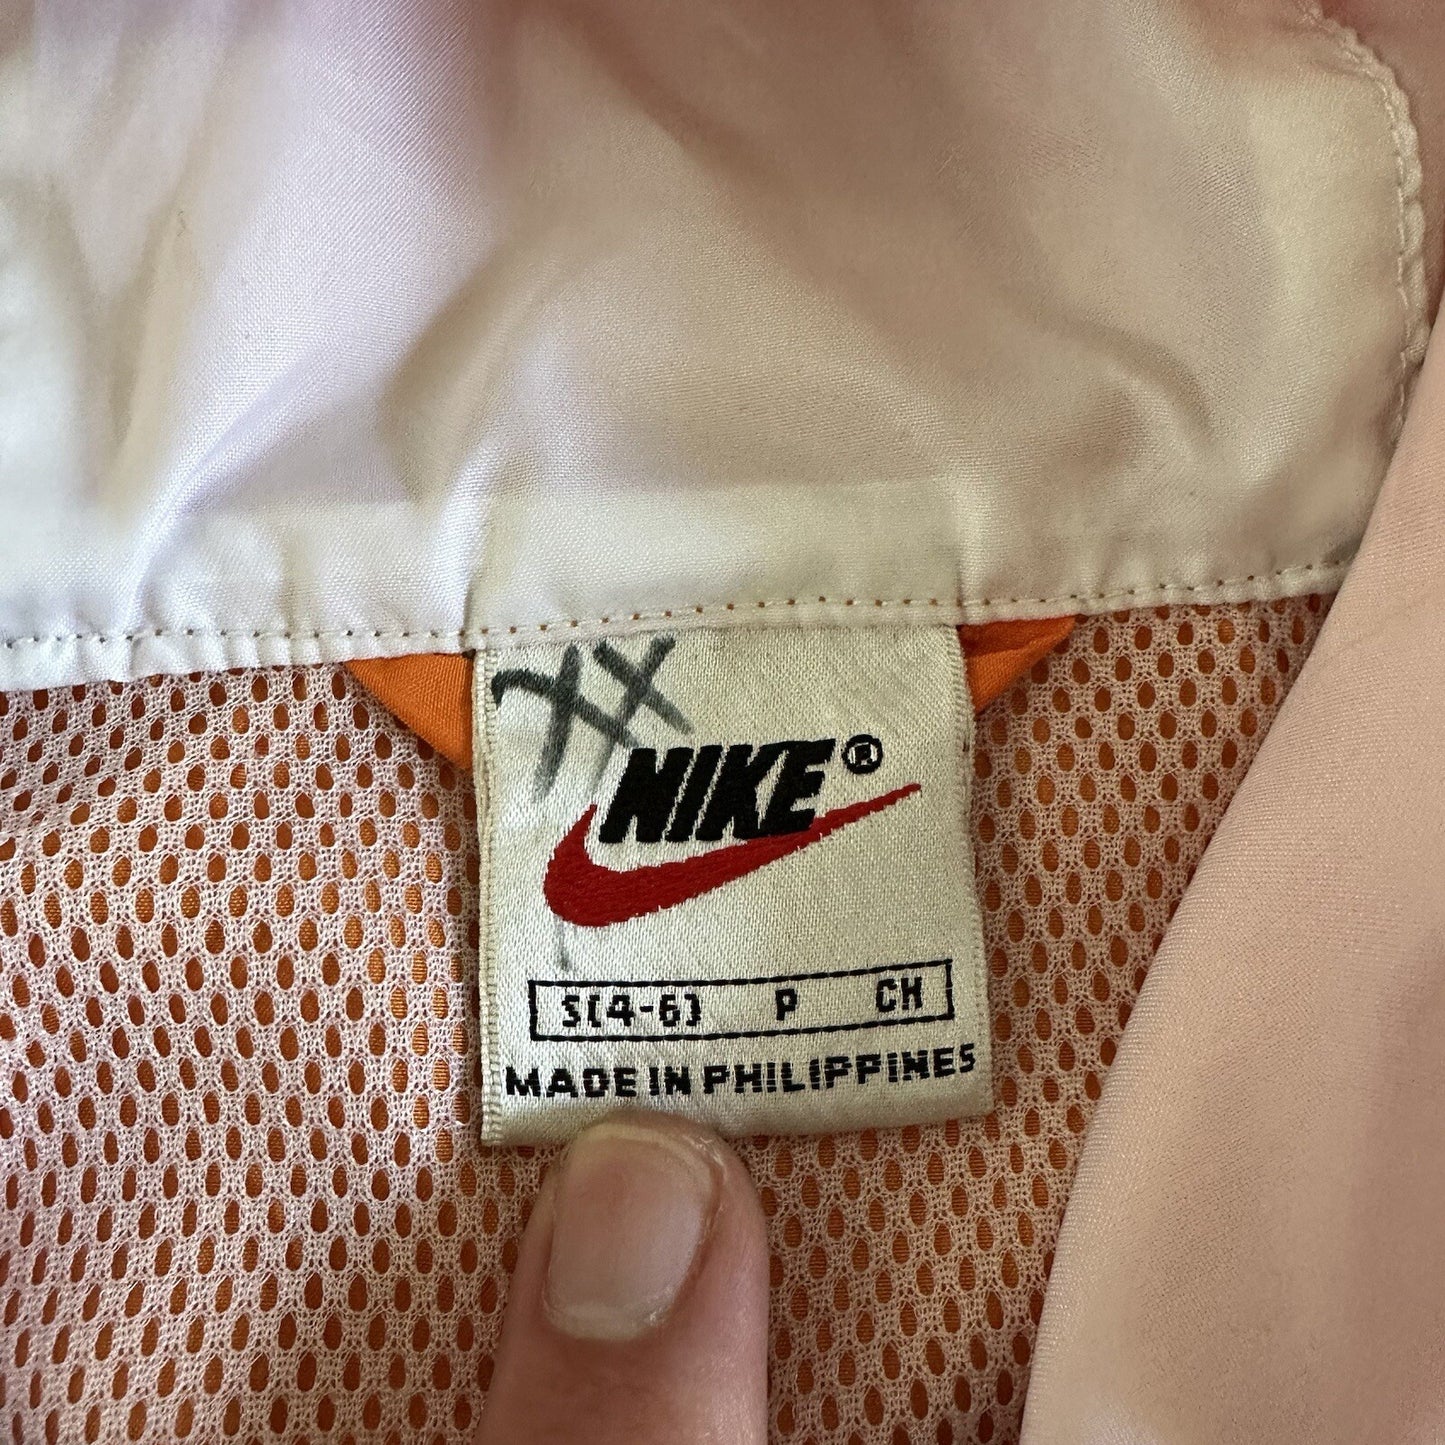 NIKE®
S(4-6) P CH
MADE IN PHILIPPINES